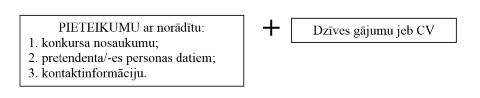 PIETEIKUMU ar norādītu:
1. konkursa nosaukumu;
2. pretendenta/-es personas datiem;
3. kontaktinformāciju.
+
Dzīves gājumu jeb CV